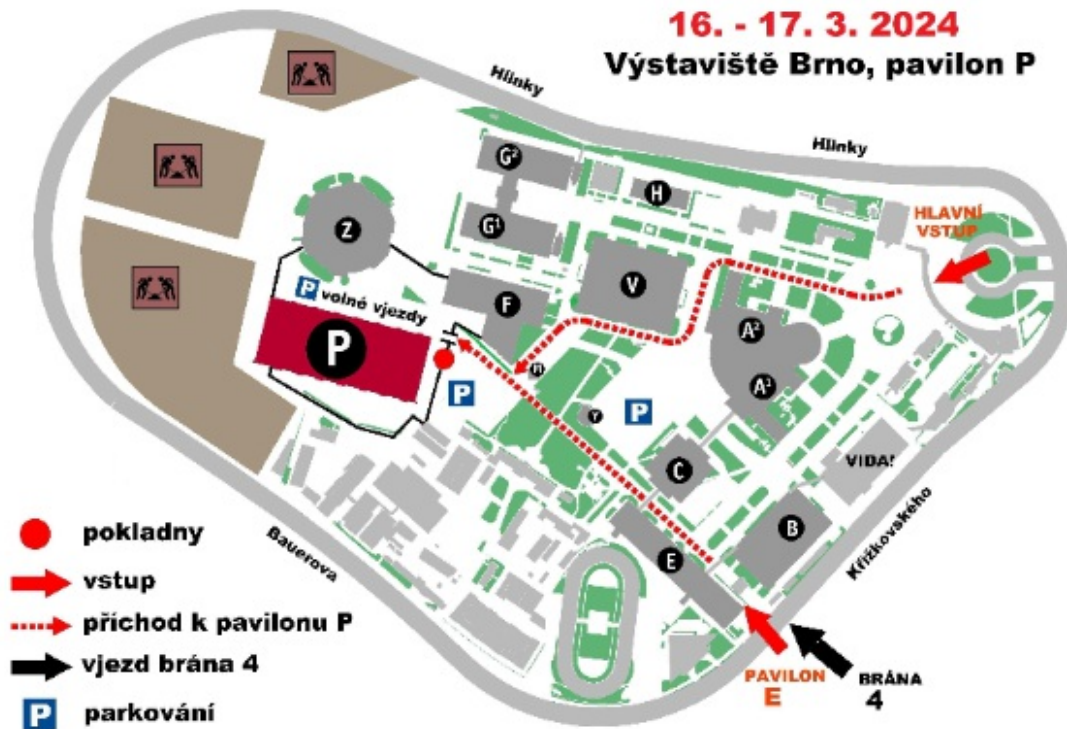 16. - 17. 3. 2024
Výstaviště Brno, pavilon P
Hlinky
Hlinky
G²
H
HLAVNÍ
VSTUP
G¹
Z
V
P volné vjezdy
F
A²
P
H
A¹
P
P
Y
C
VIDA!
B
Křížkovského
E
Bauerova
pokladny
vstup
příchod k pavilonu P
vjezd brána 4
P parkování
PAVILON
E
BRÁNA
4